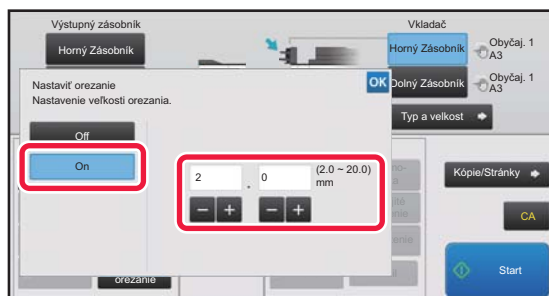 Výstupný zásobník
Vkladač
Horný Zásobník
Horný Zásobník
Obyčaj. 1
A3
Nastaviť orezanie
OK
Dolný Zásobník
Obyčaj. 1
A3
Nastavenie veľkosti orezania.
Typ a velkost
Off
On
2 . 0 (2.0 ~ 20.0)
mm
Kópie/Stránky
CA
orezanie
Start